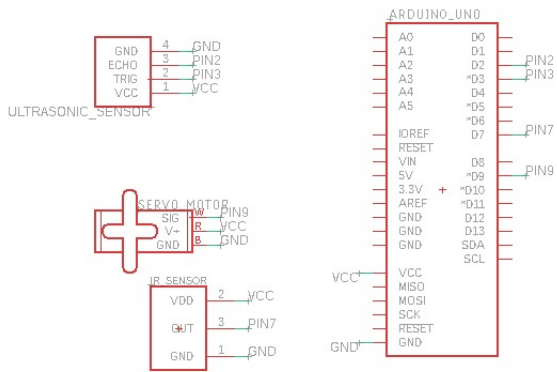 GND 4 GND
ECHO 3 PIN2
TRIG 2 PIN3
VCC 1 VCC
ULTRASONIC_SENSOR
SERVO_MOTOR
SIG W PIN9
V+ R VCC
GND B GND
IR_SENSOR
VDD 2 VCC
OUT 3 PIN7
GND 1 GND
ARDUINO_UNO
A0 D0
A1 D1
A2 D2 PIN2
A3 *D3 PIN3
A4 D4
A5 *D5
*D6
IOREF D7 PIN7
RESET
VIN D8
5V *D9 PIN9
3.3V *D10
AREF *D11
GND D12
GND D13
GND SDA
SCL
VCC VCC
MISO
MOSI
SCK
RESET
GND GND